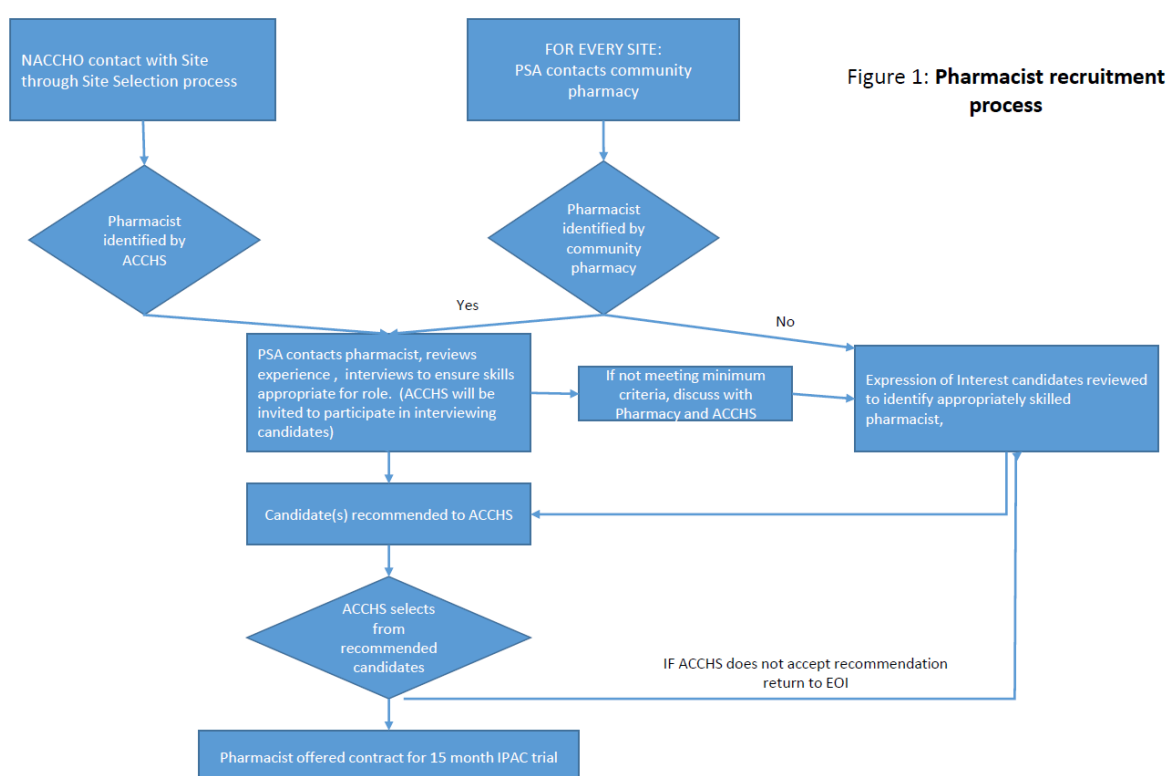 NACCHO contact with Site
through Site Selection process
FOR EVERY SITE:
PSA contacts community
pharmacy
Figure 1: Pharmacist recruitment
process
Pharmacist
identified by
ACCHS
Pharmacist
identified by
community
pharmacy
Yes
No
PSA contacts pharmacist, reviews
experience , interviews to ensure skills
appropriate for role. (ACCHS will be
invited to participate in interviewing
candidates)
If not meeting minimum
criteria, discuss with
Pharmacy and ACCHS
Expression of Interest candidates reviewed
to identify appropriately skilled
pharmacist,
Candidate(s) recommended to ACCHS
ACCHS selects
from
recommended
candidates
IF ACCHS does not accept recommendation
return to EOI
Pharmacist offered contract for 15 month IPAC trial